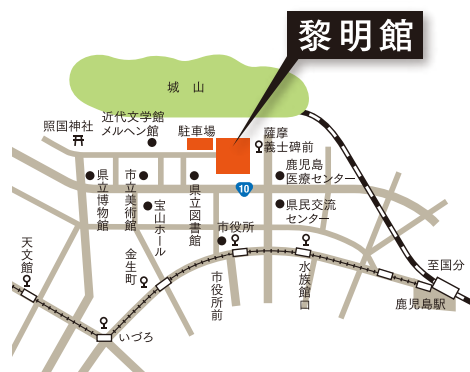 黎明館
城山
近代文学館
メルヘン館
照国神社
駐車場
薩摩
義士碑前
鹿児島
医療センター
県立博物館
市立美術館
宝山ホール
県立図書館
10
県民交流
センター
市役所
天文館
金生町
市役所前
水族館口
至国分
鹿児島駅
いづろ